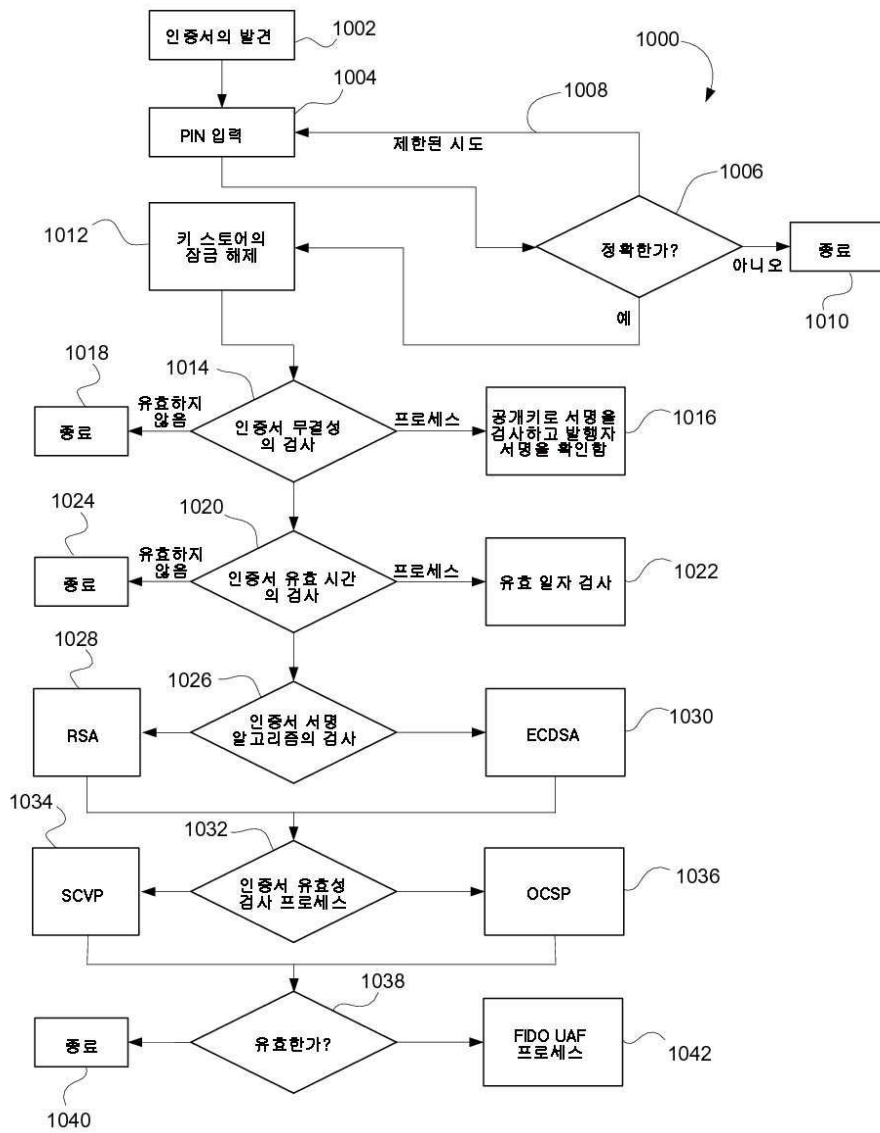 인증서의 발견
1002
1000
1004
1008
PIN 입력
제한된 시도
1006
1012
키 스토어의
잠금 해제
정확한가?
아니오
종료
예
1010
1018
1014
유효하지
않음
종료
인증서 무결성
의 검사
프로세스
공개키로 서명을
검사하고 발행자
서명을 확인함
1016
1024
1020
유효하지
않음
종료
인증서 유효 시간
의 검사
프로세스
유효 일자 검사
1022
1028
1026
RSA
인증서 서명
알고리즘의 검사
ECDSA
1030
1034
1032
SCVP
인증서 유효성
검사 프로세스
OCSP
1036
1038
종료
유효한가?
FIDO UAF
프로세스
1042
1040